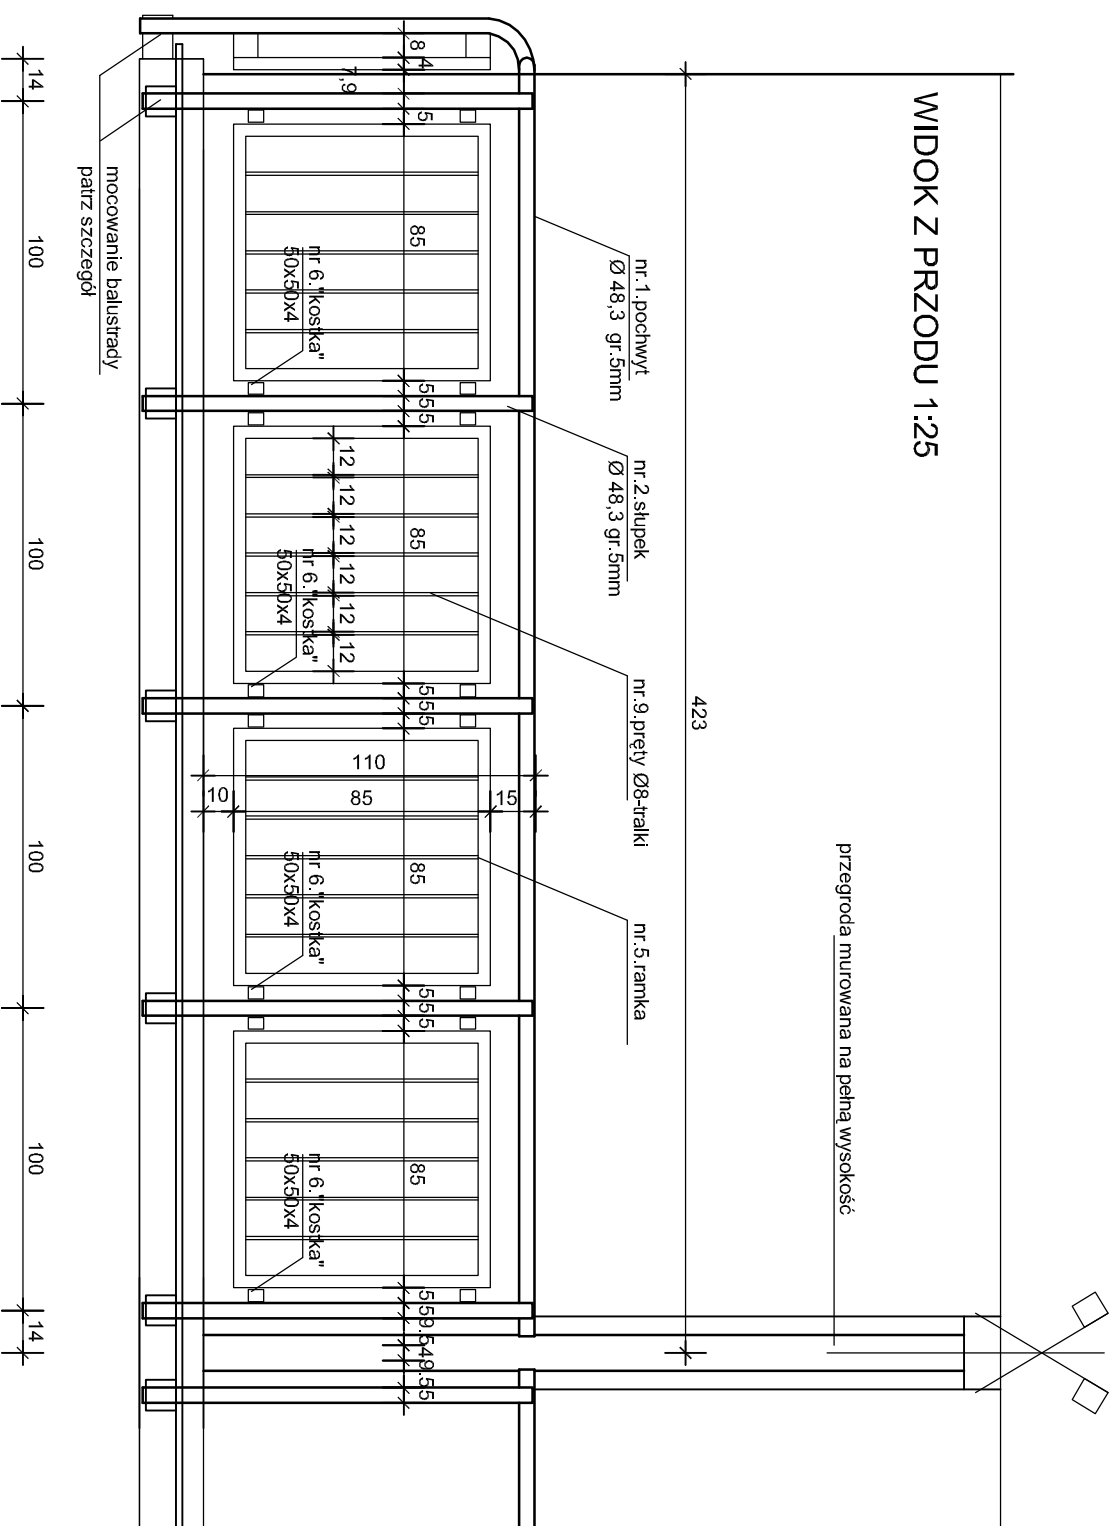 WIDOK Z PRZODU 1:25
przegroda murowana na pełną wysokość
423
nr.1.pochwyt
Ø 48,3 gr.5mm
nr.2.słupek
Ø 48,3 gr.5mm
nr.9.pręty Ø8-tralki
nr.5.ramka
8
4
7,9
5
85
5
5
5
85
5
5
5
85
5
5
5
85
5
5
9.5
4
9.5
5
12
12
12
12
12
12
110
10
85
15
nr 6."kostka"
50x50x4
nr 6."kostka"
50x50x4
nr 6."kostka"
50x50x4
nr 6."kostka"
50x50x4
mocowanie balustrady
patrz szczegół
14
100
100
100
100
14